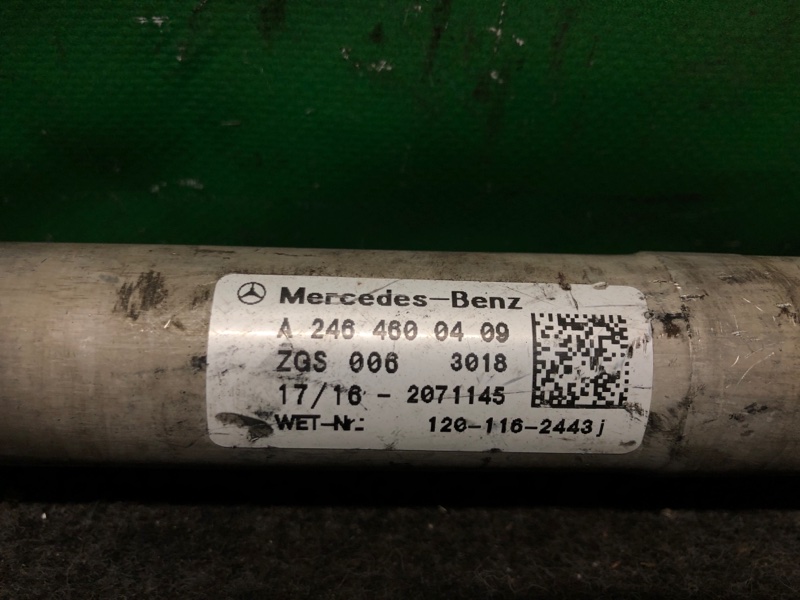 Mercedes-Benz
A 246 460 04 09
ZGS 006 3018
17/16 - 2071145
WET-Nr.: 120-116-2443j